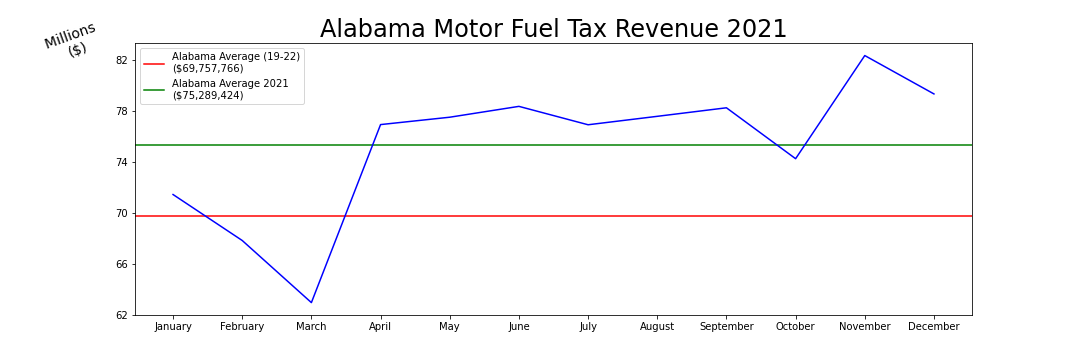 Alabama Motor Fuel Tax Revenue 2021
Millions
($)
Alabama Average (19-22)
($69,757,766)
Alabama Average 2021
($75,289,424)
82
78
74
70
66
62
January February March April May June July August September October November December